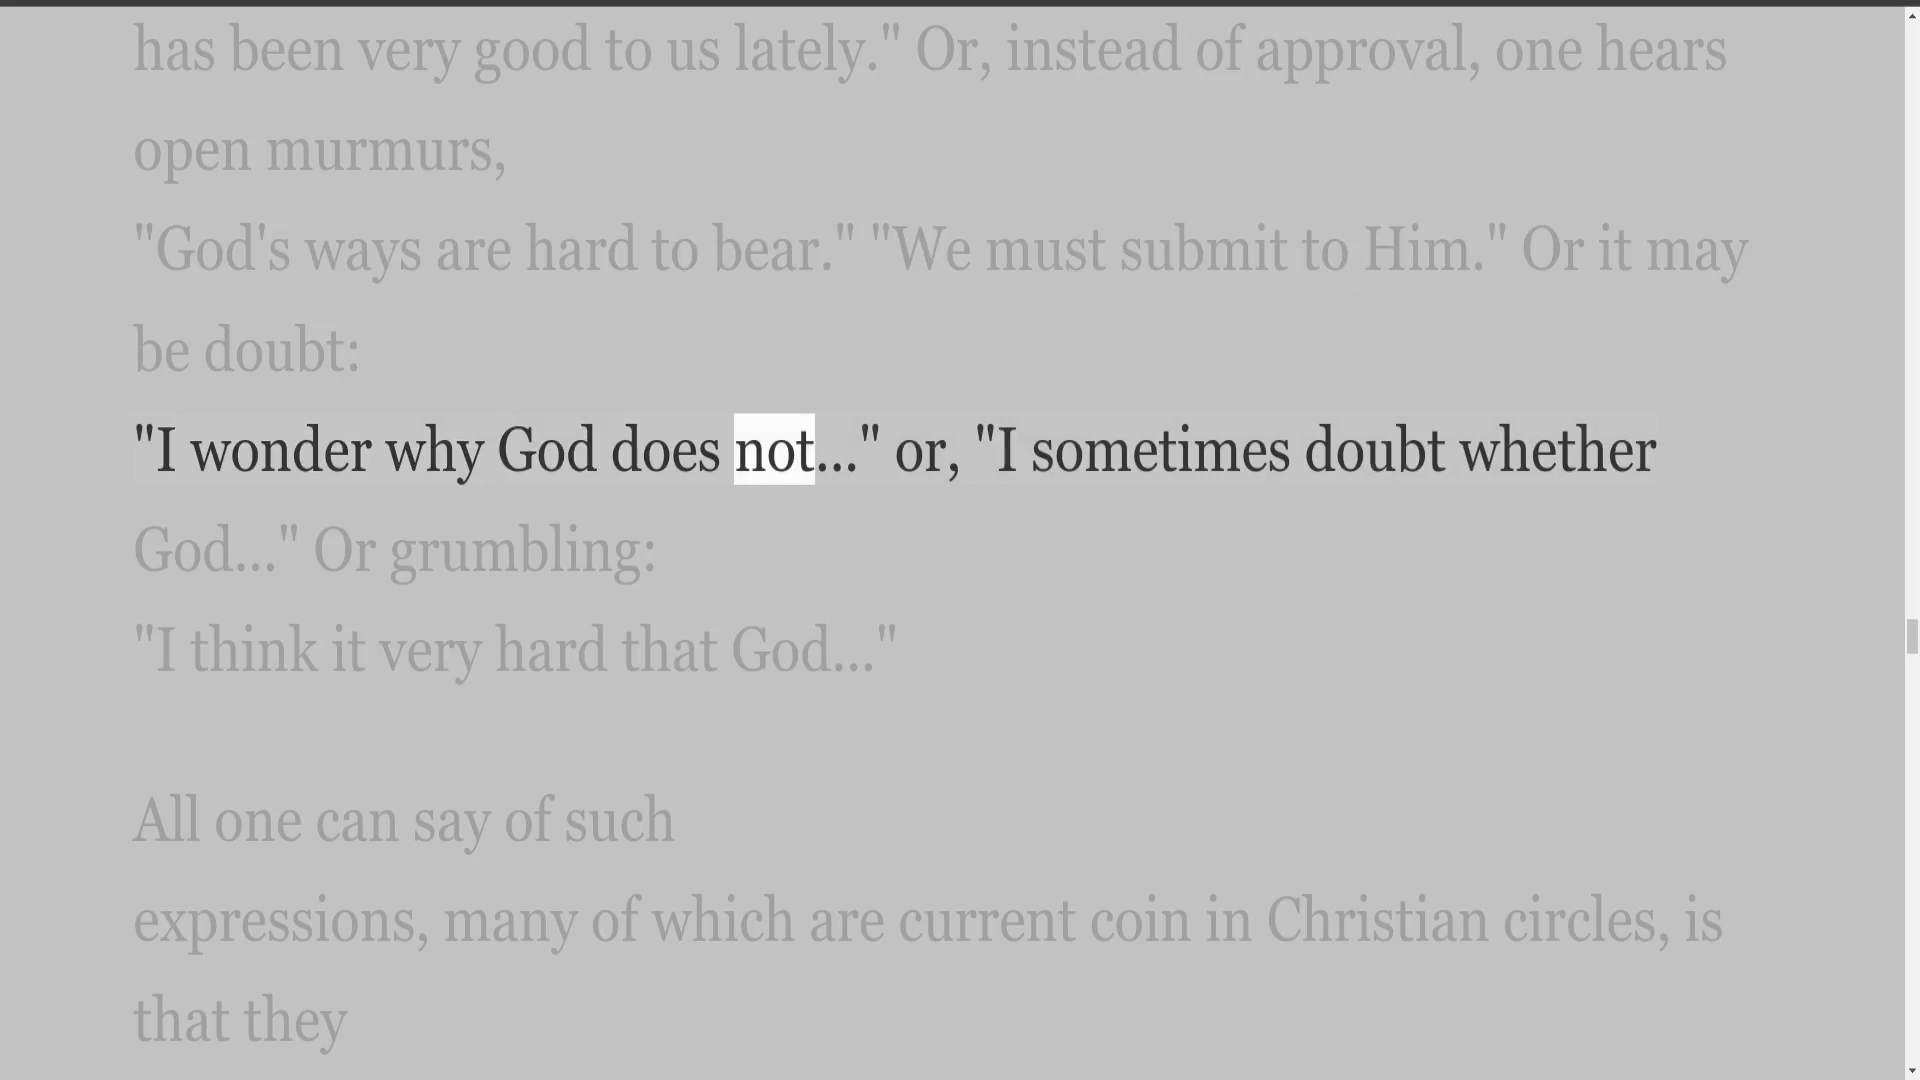 has been very good to us lately." Or, instead of approval, one hears
open murmurs,
"God's ways are hard to bear." "We must submit to Him." Or it may
be doubt:
"I wonder why God does not..." or, "I sometimes doubt whether
God..." Or grumbling:
"I think it very hard that God..."
All one can say of such
expressions, many of which are current coin in Christian circles, is
that they